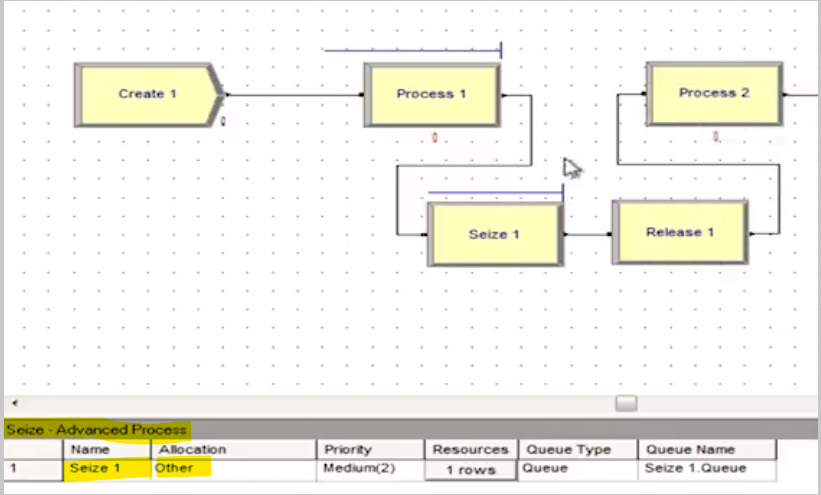 Create 1
Process 1
Process 2
0
0
0
Seize 1
Release 1
Seize - Advanced Process
Name Allocation Priority Resources Queue Type Queue Name
1 Seize 1 Other Medium(2) 1 rows Queue Seize 1.Queue